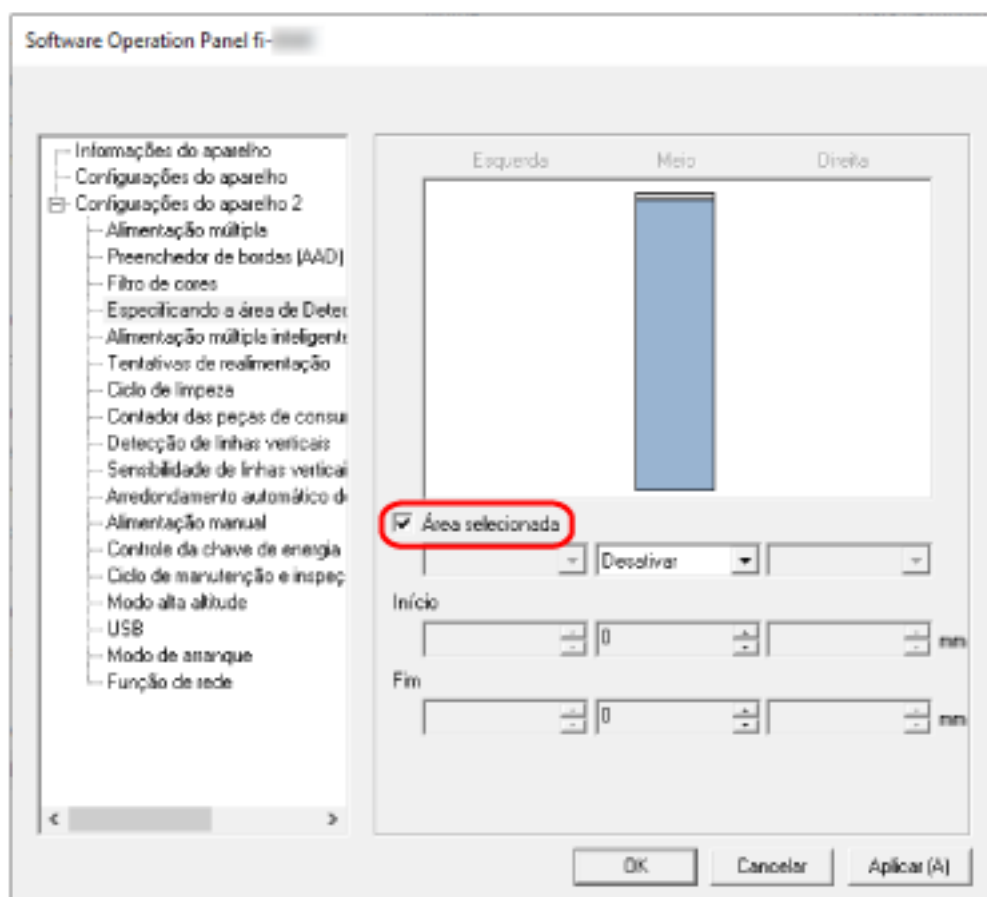 Software Operation Panel fi-
Informações do aparelho
Configurações do aparelho
Configurações do aparelho 2
Alimentação múltipla
Preenchedor de bordas (AAD)
Filtro de cores
Especificando a área de Detec
Alimentação múltipla inteligente
Tentativas de realimentação
Ciclo de limpeza
Contador das peças de consu
Detecção de linhas verticais
Sensibilidade de linhas verticai
Arredondamento automático de
Alimentação manual
Controle da chave de energia
Ciclo de manutenção e inspeç
Modo alta altitude
USB
Modo de arranque
Função de rede
Esquerda Meio Direita
Área selecionada
Desativar
Início
0 mm
Fim
0 mm
OK Cancelar Aplicar (A)